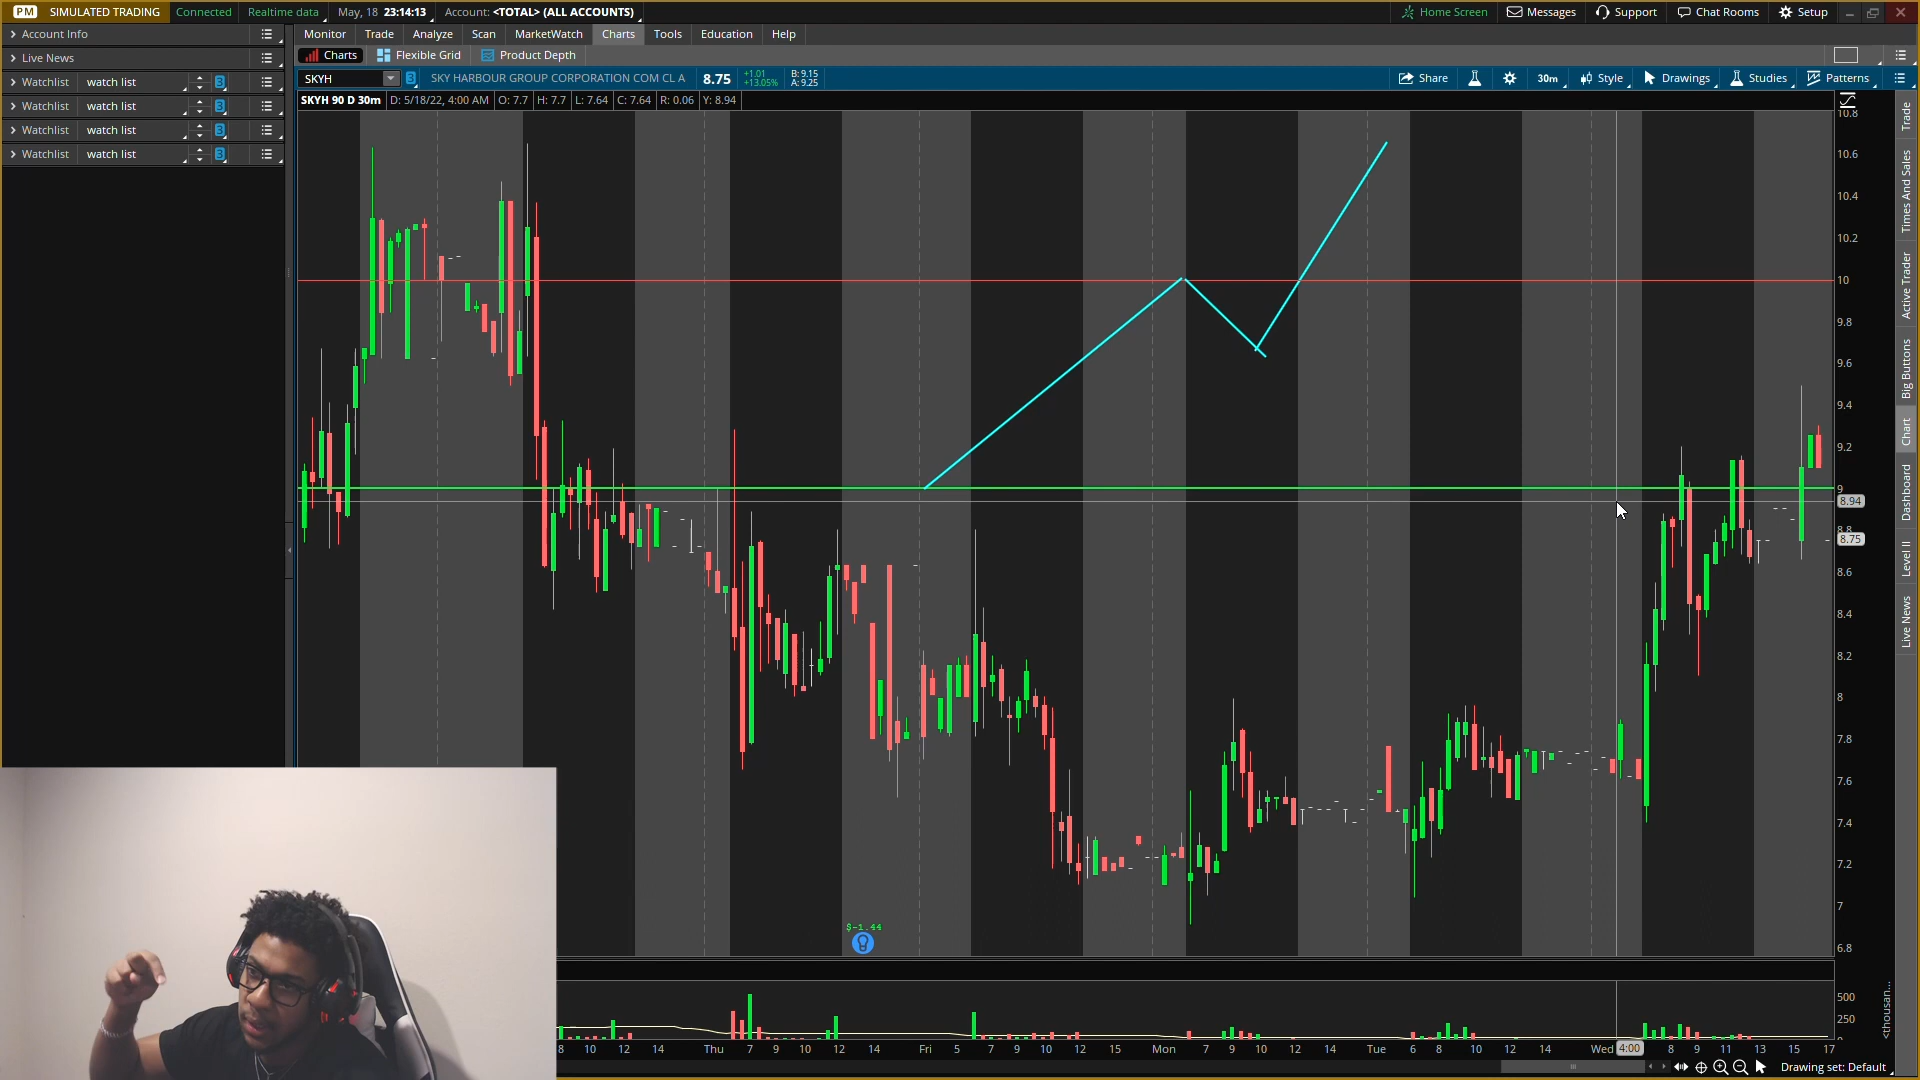 PM SIMULATED TRADING Connected Realtime data May, 18 23:14:13 Account: <TOTAL> (ALL ACCOUNTS) Home Screen Messages Support Chat Rooms Setup
Account Info
Live News
Watchlist watch list 3
Watchlist watch list 3
Watchlist watch list 3
Watchlist watch list 3
Monitor Trade Analyze Scan MarketWatch Charts Tools Education Help
Charts Flexible Grid Product Depth
SKYH 3 SKY HARBOUR GROUP CORPORATION COM CL A 8.75 +1.01 +13.05% B: 9.15 A: 9.25 Share 30m Style Drawings Studies Patterns
SKYH 90 D 30m D: 5/18/22, 4:00 AM O: 7.7 H: 7.7 L: 7.64 C: 7.64 R: 0.06 Y: 8.94
10.8
10.6
10.4
10.2
10
9.8
9.6
9.4
9.2
9
8.94
8.8
8.75
8.6
8.4
8.2
8
7.8
7.6
7.4
7.2
7
6.8
$-1.44
500
250
<thousan...
8 10 12 14 Thu 7 9 10 12 14 Fri 5 7 9 10 12 15 Mon 7 9 10 12 14 Tue 6 8 10 12 14 Wed 4:00 8 9 11 13 15 17
Drawing set: Default
Trade
Times And Sales
Active Trader
Big Buttons
Chart
Dashboard
Level II
Live News